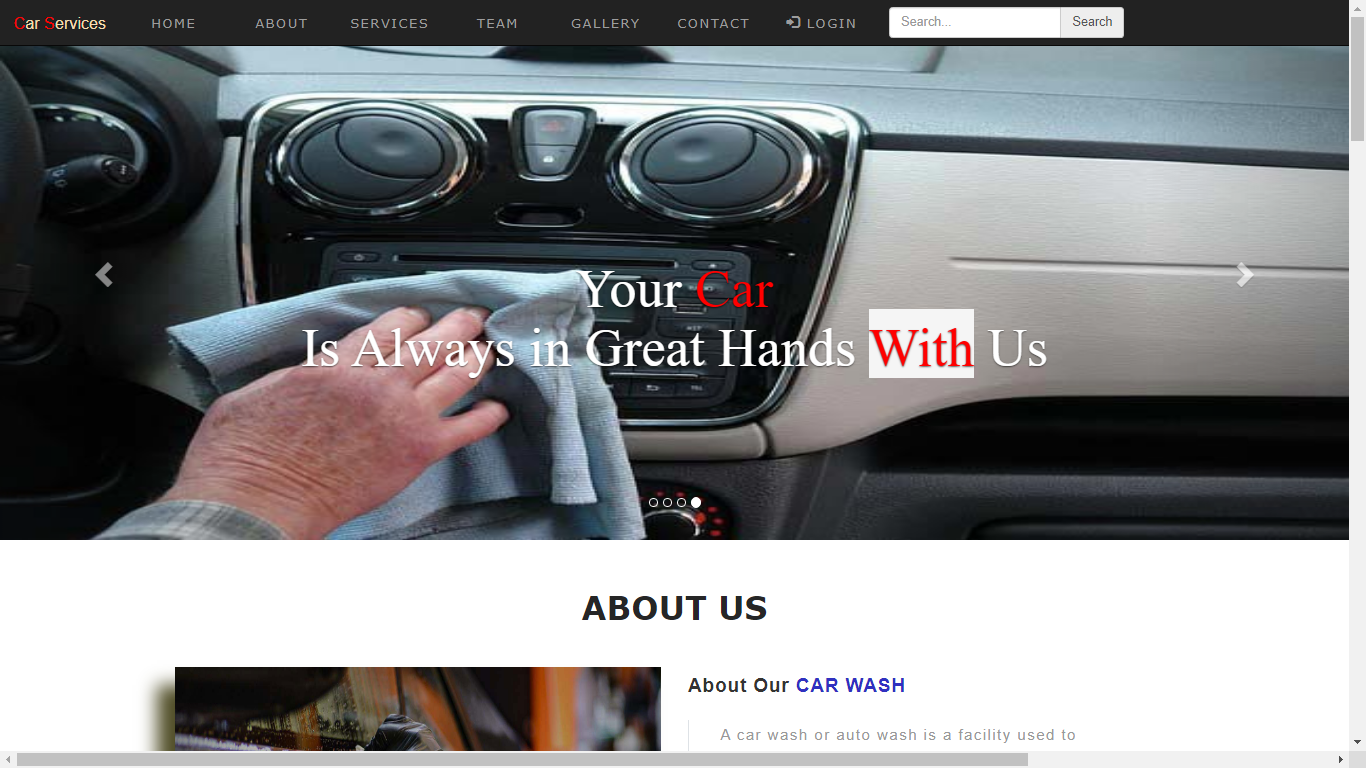 Car Services HOME ABOUT SERVICES TEAM GALLERY CONTACT LOGIN Search... Search
Your Car
Is Always in Great Hands With Us
ABOUT US
About Our CAR WASH
A car wash or auto wash is a facility used to